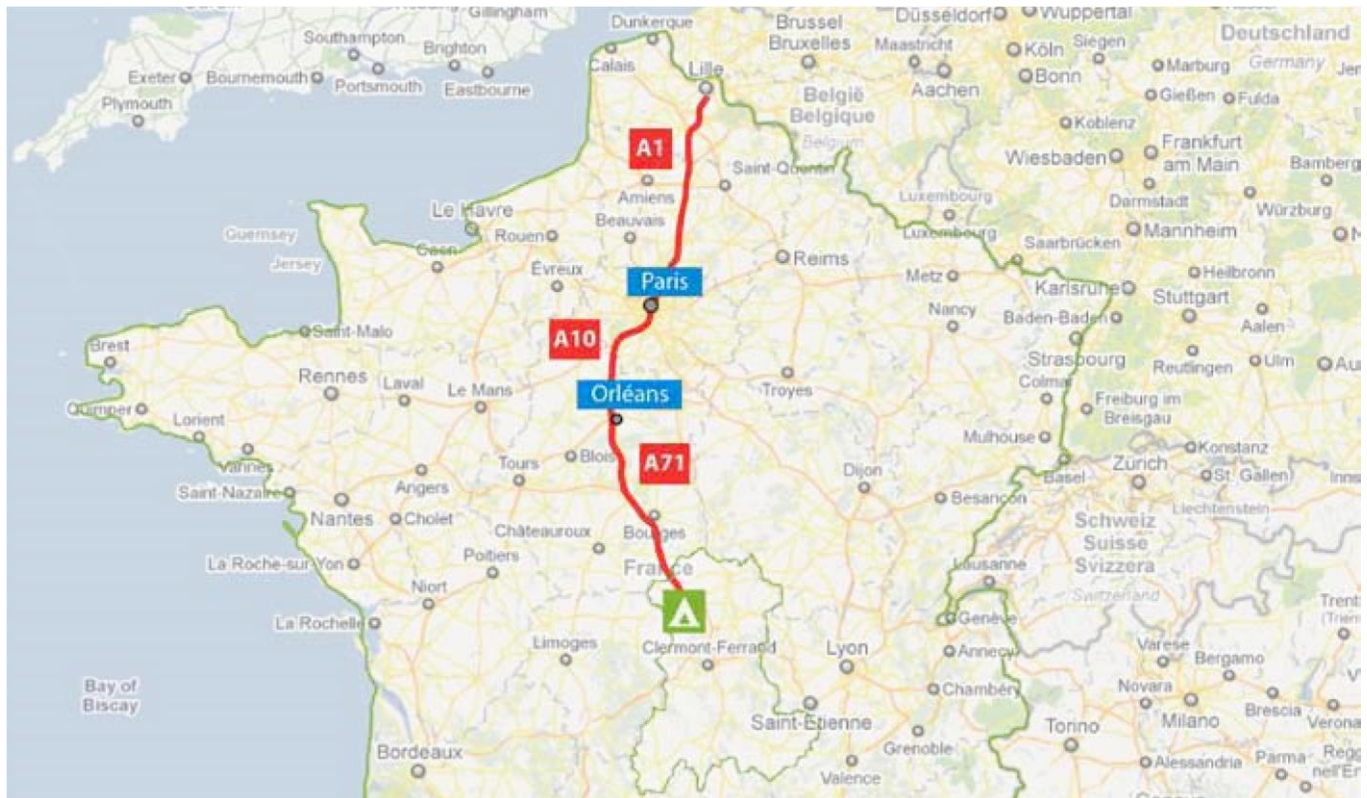 Cardiff
Reading
Gillingham
Dunkerque
Brussel
Bruxelles
Düsseldorf
Wuppertal
Deutschland
Germany
Southampton
Brighton
Calais
Lille
Maastricht
Köln
Siegen
Exeter
Bournemouth
Portsmouth
Eastbourne
Aachen
Bonn
Marburg
Plymouth
België
Belgique
Belgium
Gießen
Fulda
Koblenz
A1
Frankfurt
am Main
Wiesbaden
Saint-Quentin
Bamberg
Amiens
Luxembourg
Darmstadt
Würzburg
Le Havre
Beauvais
Guernsey
Rouen
Luxembourg
Mannheim
Caen
Reims
Saarbrücken
Jersey
Évreux
Paris
Metz
Heilbronn
Karlsruhe
Stuttgart
Nancy
Baden-Baden
Aalen
Saint-Malo
A10
Brest
Strasbourg
Reutlingen
Ulm
Rennes
Laval
Le Mans
Orléans
Troyes
Colmar
Quimper
Freiburg im
Breisgau
Lorient
Mulhouse
Konstanz
Vannes
Tours
Blois
A71
Dijon
Basel
Zürich
St. Gallen
Saint-Nazaire
Angers
Besançon
Liechtenstein
Nantes
Cholet
Châteauroux
Bourges
Schweiz
Suisse
Svizzera
Switzerland
La Roche-sur-Yon
Poitiers
France
Lausanne
Niort
Genève
La Rochelle
Limoges
Clermont-Ferrand
Lyon
Annecy
Varese
Bergamo
Bay of
Biscay
Chambéry
Novara
Milano
Brescia
Verona
Saint-Étienne
Torino
Bordeaux
Grenoble
Valence
Alessandria
Parma